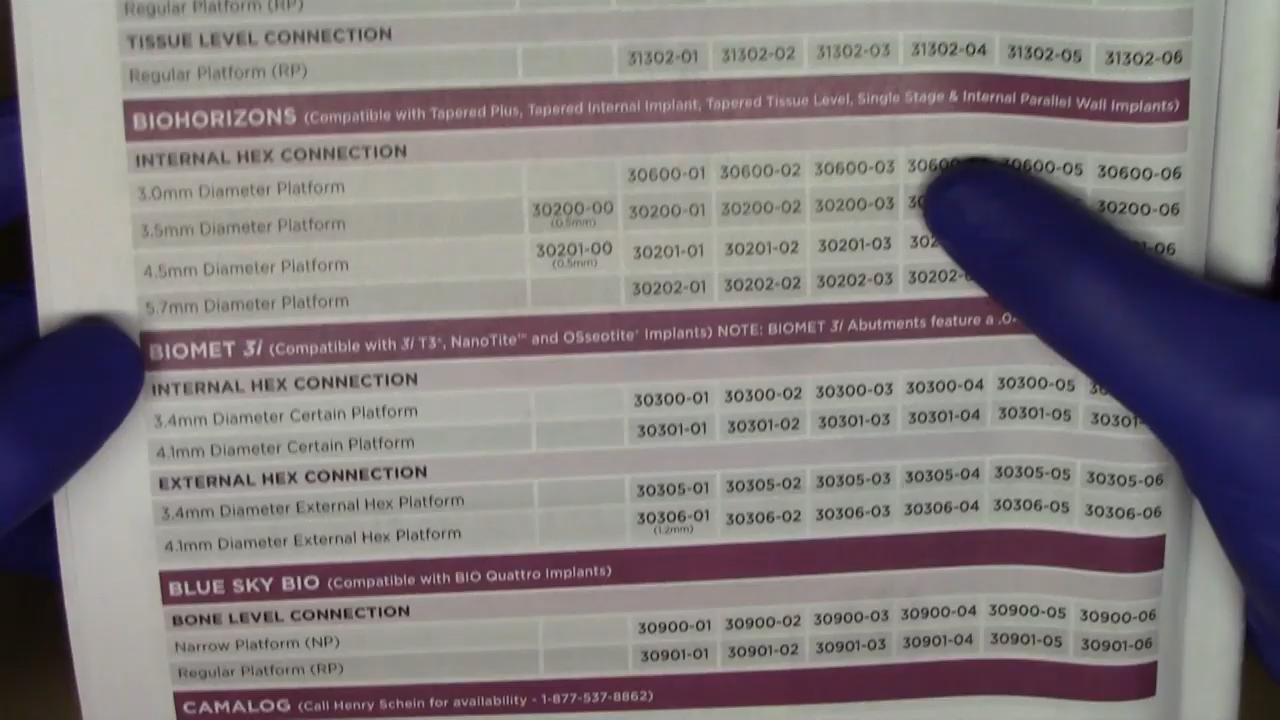 Regular Platform (RP)
TISSUE LEVEL CONNECTION
Regular Platform (RP) 31302-01 31302-02 31302-03 31302-04 31302-05 31302-06
BIOHORIZONS (Compatible with Tapered Plus, Tapered Internal Implant, Tapered Tissue Level, Single Stage & Internal Parallel Wall Implants)
INTERNAL HEX CONNECTION
3.0mm Diameter Platform 30600-01 30600-02 30600-03 30600-05 30600-06
3.5mm Diameter Platform 30200-00 (0.5mm) 30200-01 30200-02 30200-03 30200-06
4.5mm Diameter Platform 30201-00 (0.5mm) 30201-01 30201-02 30201-03
5.7mm Diameter Platform 30202-01 30202-02 30202-03
BIOMET 3i (Compatible with 3i T3®, NanoTite™ and OSseotite® Implants) NOTE: BIOMET 3i Abutments feature a
INTERNAL HEX CONNECTION
3.4mm Diameter Certain Platform 30300-01 30300-02 30300-03 30300-04 30300-05
4.1mm Diameter Certain Platform 30301-01 30301-02 30301-03 30301-04 30301-05
EXTERNAL HEX CONNECTION
3.4mm Diameter External Hex Platform 30305-01 30305-02 30305-03 30305-04 30305-05 30305-06
4.1mm Diameter External Hex Platform 30306-01 (1.2mm) 30306-02 30306-03 30306-04 30306-05 30306-06
BLUE SKY BIO (Compatible with BIO Quattro Implants)
BONE LEVEL CONNECTION
Narrow Platform (NP) 30900-01 30900-02 30900-03 30900-04 30900-05 30900-06
Regular Platform (RP) 30901-01 30901-02 30901-03 30901-04 30901-05 30901-06
CAMALOG (Call Henry Schein for availability - 1-877-537-8862)